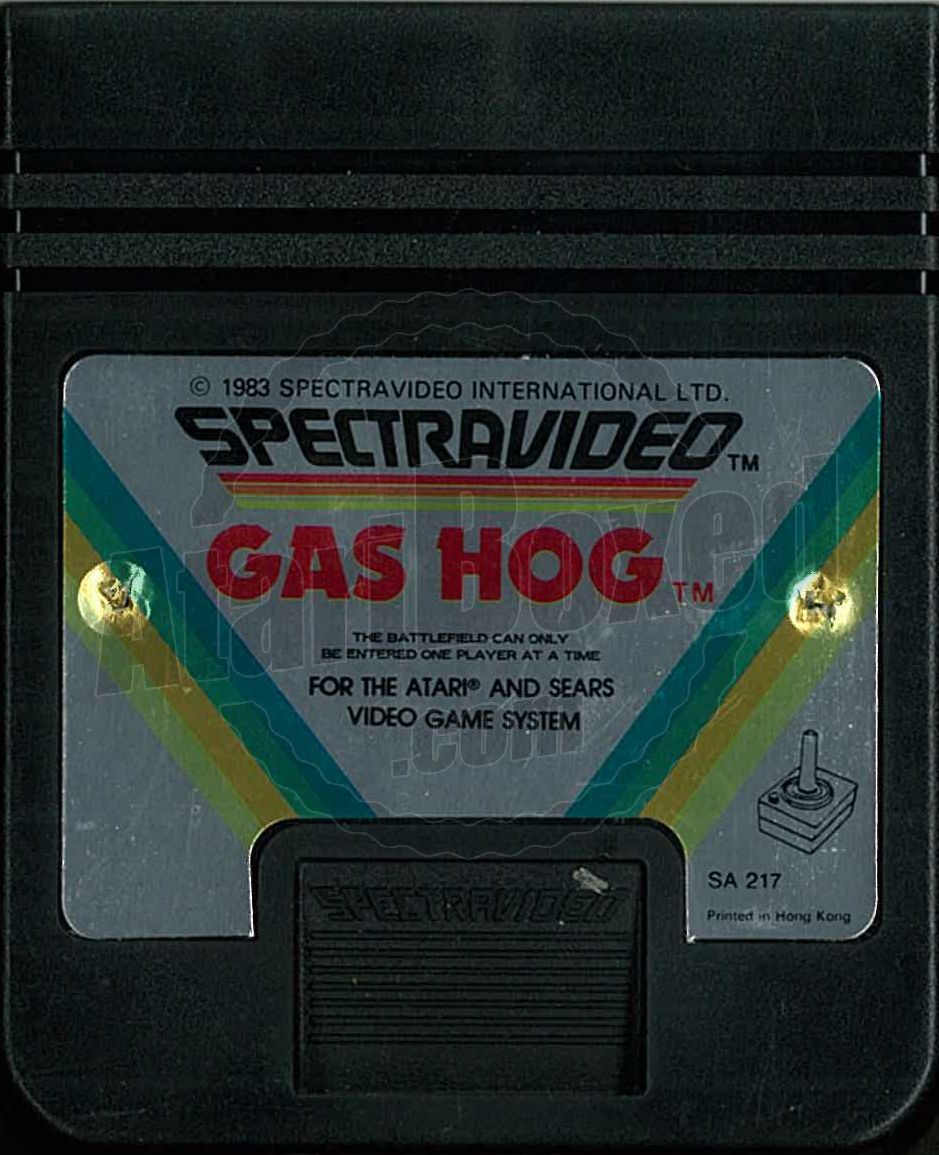 © 1983 SPECTRAVIDEO INTERNATIONAL LTD.
SPECTRAVIDEO™
GAS HOG™
THE BATTLEFIELD CAN ONLY
BE ENTERED ONE PLAYER AT A TIME
FOR THE ATARI® AND SEARS
VIDEO GAME SYSTEM
AtariBoxed
.com
SA 217
Printed in Hong Kong
SPECTRAVIDEO